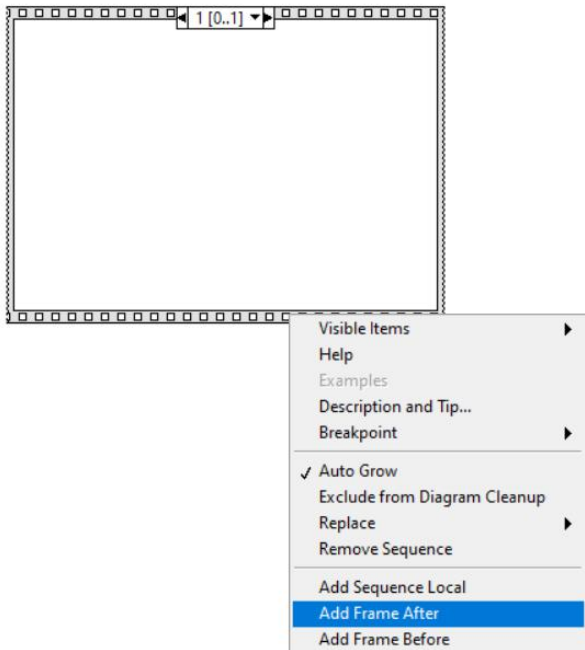 1 [0..1]
Visible Items
Help
Examples
Description and Tip...
Breakpoint
Auto Grow
Exclude from Diagram Cleanup
Replace
Remove Sequence
Add Sequence Local
Add Frame After
Add Frame Before